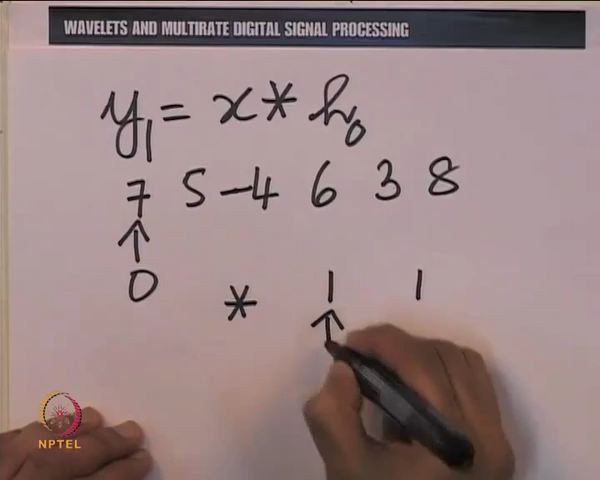 WAVELETS AND MULTIRATE DIGITAL SIGNAL PROCESSING
y₁ = x * h₀
7 5 -4 6 3 8
↑ ↑
0 * 1 1
NPTEL